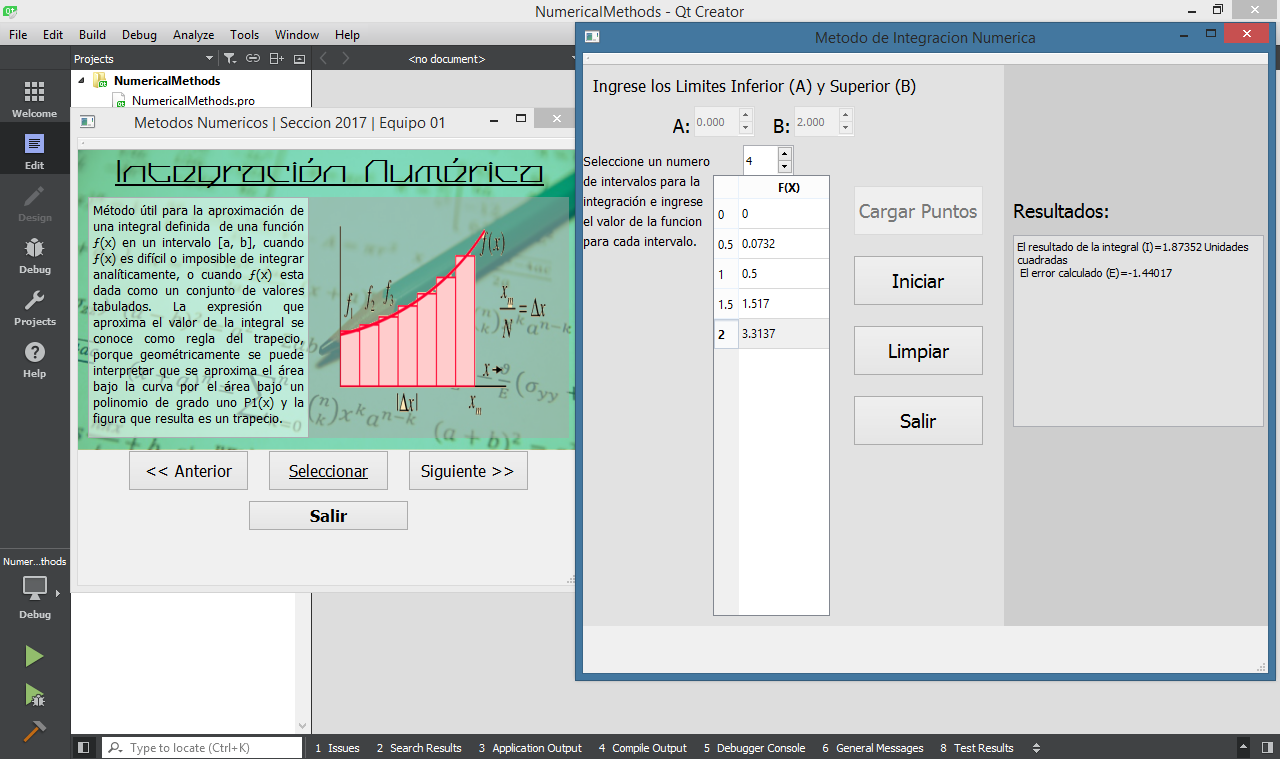 NumericalMethods - Qt Creator
File Edit Build Debug Analyze Tools Window Help
Projects
<no document>
NumericalMethods
NumericalMethods.pro
Welcome
Edit
Design
Debug
Projects
Help
Numer...thods
Debug
Metodos Numericos | Seccion 2017 | Equipo 01
Integración Numérica
Método útil para la aproximación de
una integral definida de una función
ƒ(x) en un intervalo [a, b], cuando
ƒ(x) es difícil o imposible de integrar
analíticamente, o cuando ƒ(x) esta
dada como un conjunto de valores
tabulados. La expresión que
aproxima el valor de la integral se
conoce como regla del trapecio,
porque geométricamente se puede
interpretar que se aproxima el área
bajo la curva por el área bajo un
polinomio de grado uno P1(x) y la
figura que resulta es un trapecio.
f(x)
f1 f2 f3
xm/N = Δx
x
|Δx|
xm
<< Anterior
Seleccionar
Siguiente >>
Salir
Metodo de Integracion Numerica
Ingrese los Limites Inferior (A) y Superior (B)
A: 0.000 B: 2.000
Seleccione un numero
de intervalos para la
integración e ingrese
el valor de la funcion
para cada intervalo.
4
F(X)
0 0
0.5 0.0732
1 0.5
1.5 1.517
2 3.3137
Cargar Puntos
Iniciar
Limpiar
Salir
Resultados:
El resultado de la integral (I)=1.87352 Unidades
cuadradas
El error calculado (E)=-1.44017
Type to locate (Ctrl+K)
1 Issues 2 Search Results 3 Application Output 4 Compile Output 5 Debugger Console 6 General Messages 8 Test Results